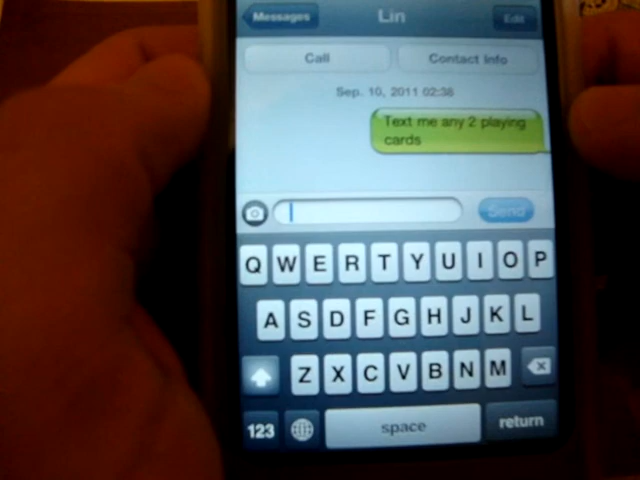 Messages
Lin
Edit
Call
Contact Info
Sep. 10, 2011 02:38
Text me any 2 playing
cards
Send
Q W E R T Y U I O P
A S D F G H J K L
Z X C V B N M
123
space
return